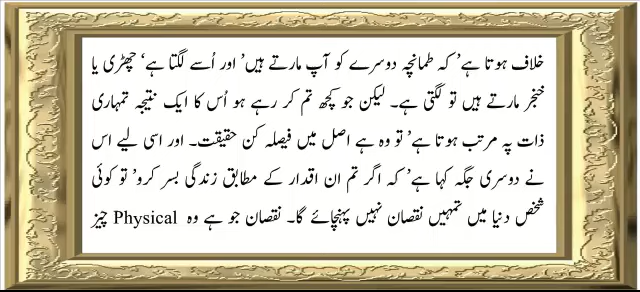 خلاف ہوتا ہے’ کہ طمانچہ دوسرے کو آپ مارتے ہیں’ اور اُسے لگتا ہے‘ چھڑی یا
خنجر مارتے ہیں تو لگتی ہے۔ لیکن جو کچھ تم کر رہے ہو اُس کا ایک نتیجہ تمہاری
ذات پہ مرتب ہوتا ہے’ تو وہ ہے اصل میں فیصلہ کن حقیقت۔ اور اسی لیے اس
نے دوسری جگہ کہا ہے’ کہ اگر تم ان اقدار کے مطابق زندگی بسر کرو’ تو کوئی
شخص دنیا میں تمہیں نقصان نہیں پہنچائے گا۔ نقصان جو ہے وہ Physical چیز